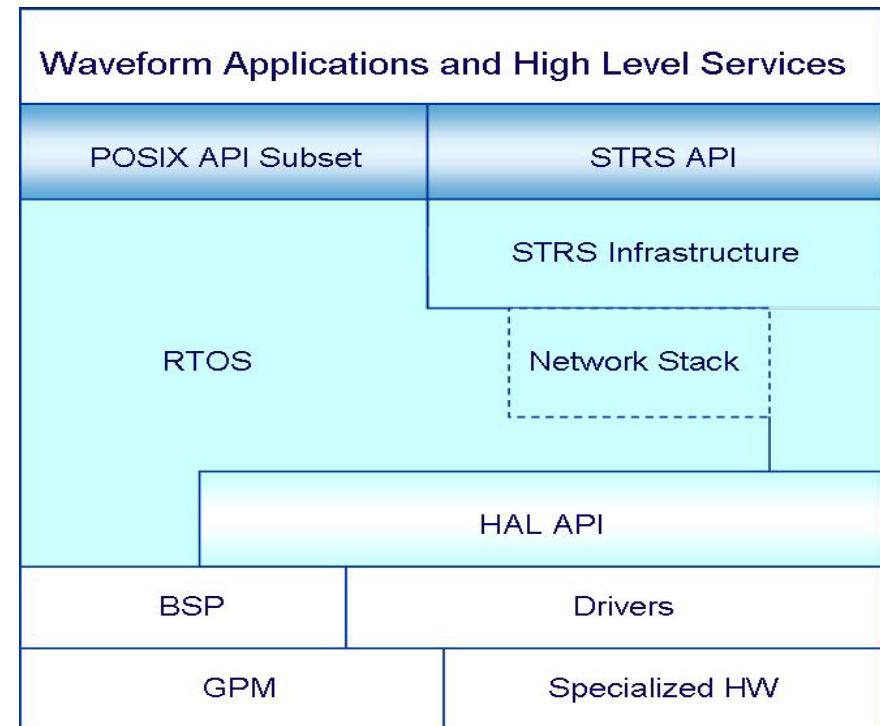 Waveform Applications and High Level Services
POSIX API Subset
STRS API
STRS Infrastructure
RTOS
Network Stack
HAL API
BSP
Drivers
GPM
Specialized HW